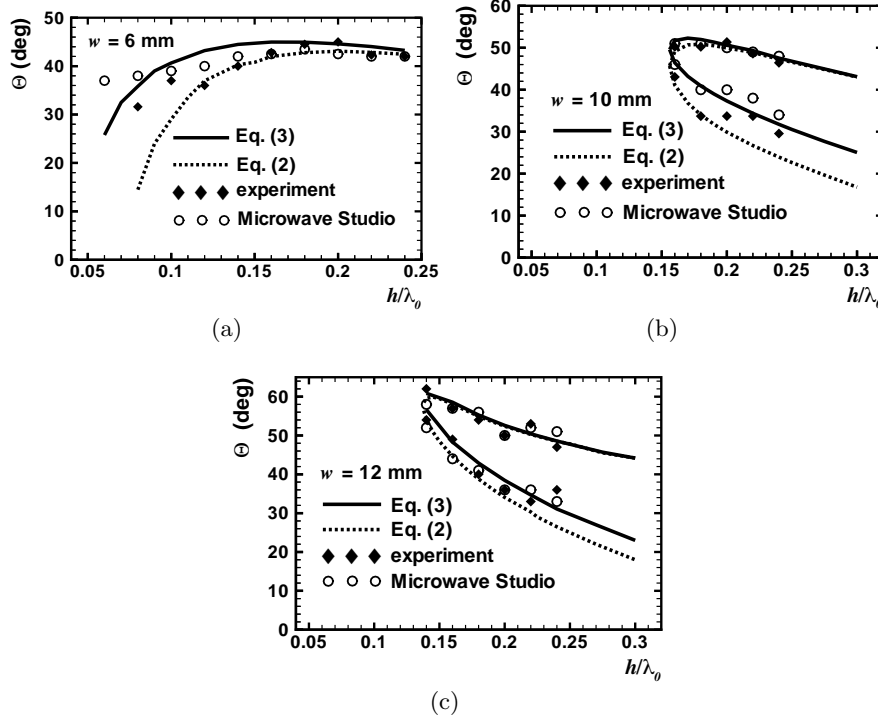 Θ (deg)
50
40
30
20
10
0
w = 6 mm
Eq. (3)
Eq. (2)
experiment
Microwave Studio
0.05
0.1
0.15
0.2
0.25
h/λ0
(a)
Θ (deg)
60
50
40
30
20
10
0
w = 10 mm
Eq. (3)
Eq. (2)
experiment
Microwave Studio
0.05
0.1
0.15
0.2
0.25
0.3
h/λ0
(b)
Θ (deg)
60
50
40
30
20
10
0
w = 12 mm
Eq. (3)
Eq. (2)
experiment
Microwave Studio
0.05
0.1
0.15
0.2
0.25
0.3
h/λ0
(c)